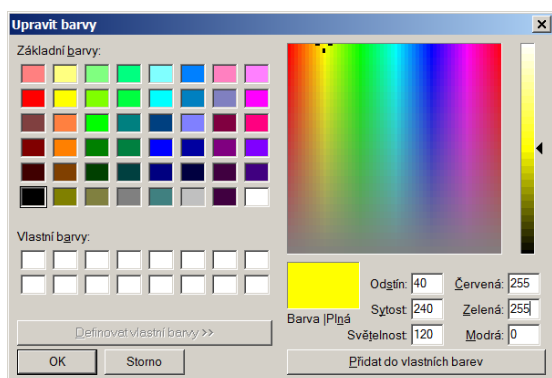 Upravit barvy
Základní barvy:
Vlastní barvy:
Definovat vlastní barvy >>
OK
Storno
Barva |Plná
Odstín: 40
Sytost: 240
Světelnost: 120
Červená: 255
Zelená: 255
Modrá: 0
Přidat do vlastních barev